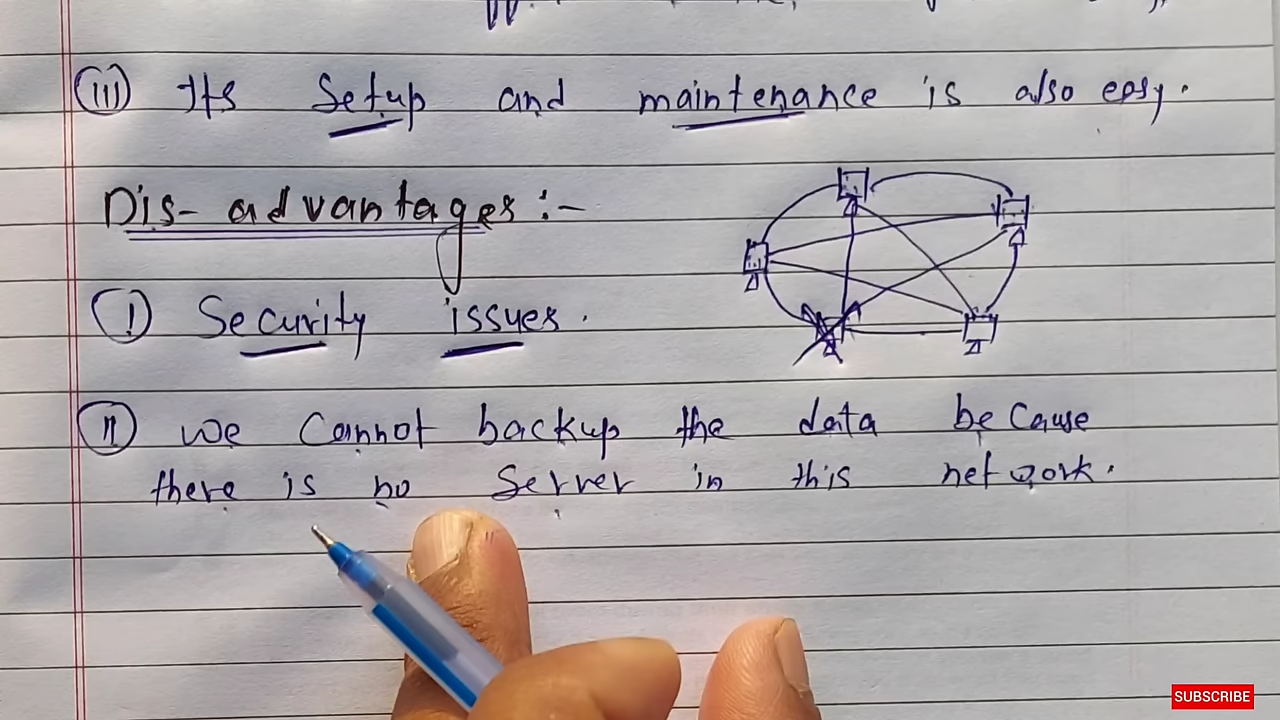 (iii) Its Setup and maintenance is also easy.
Dis-advantages :-
(I) Security issues.
(II) we Cannot backup the data because
there is no Server in this network.
SUBSCRIBE